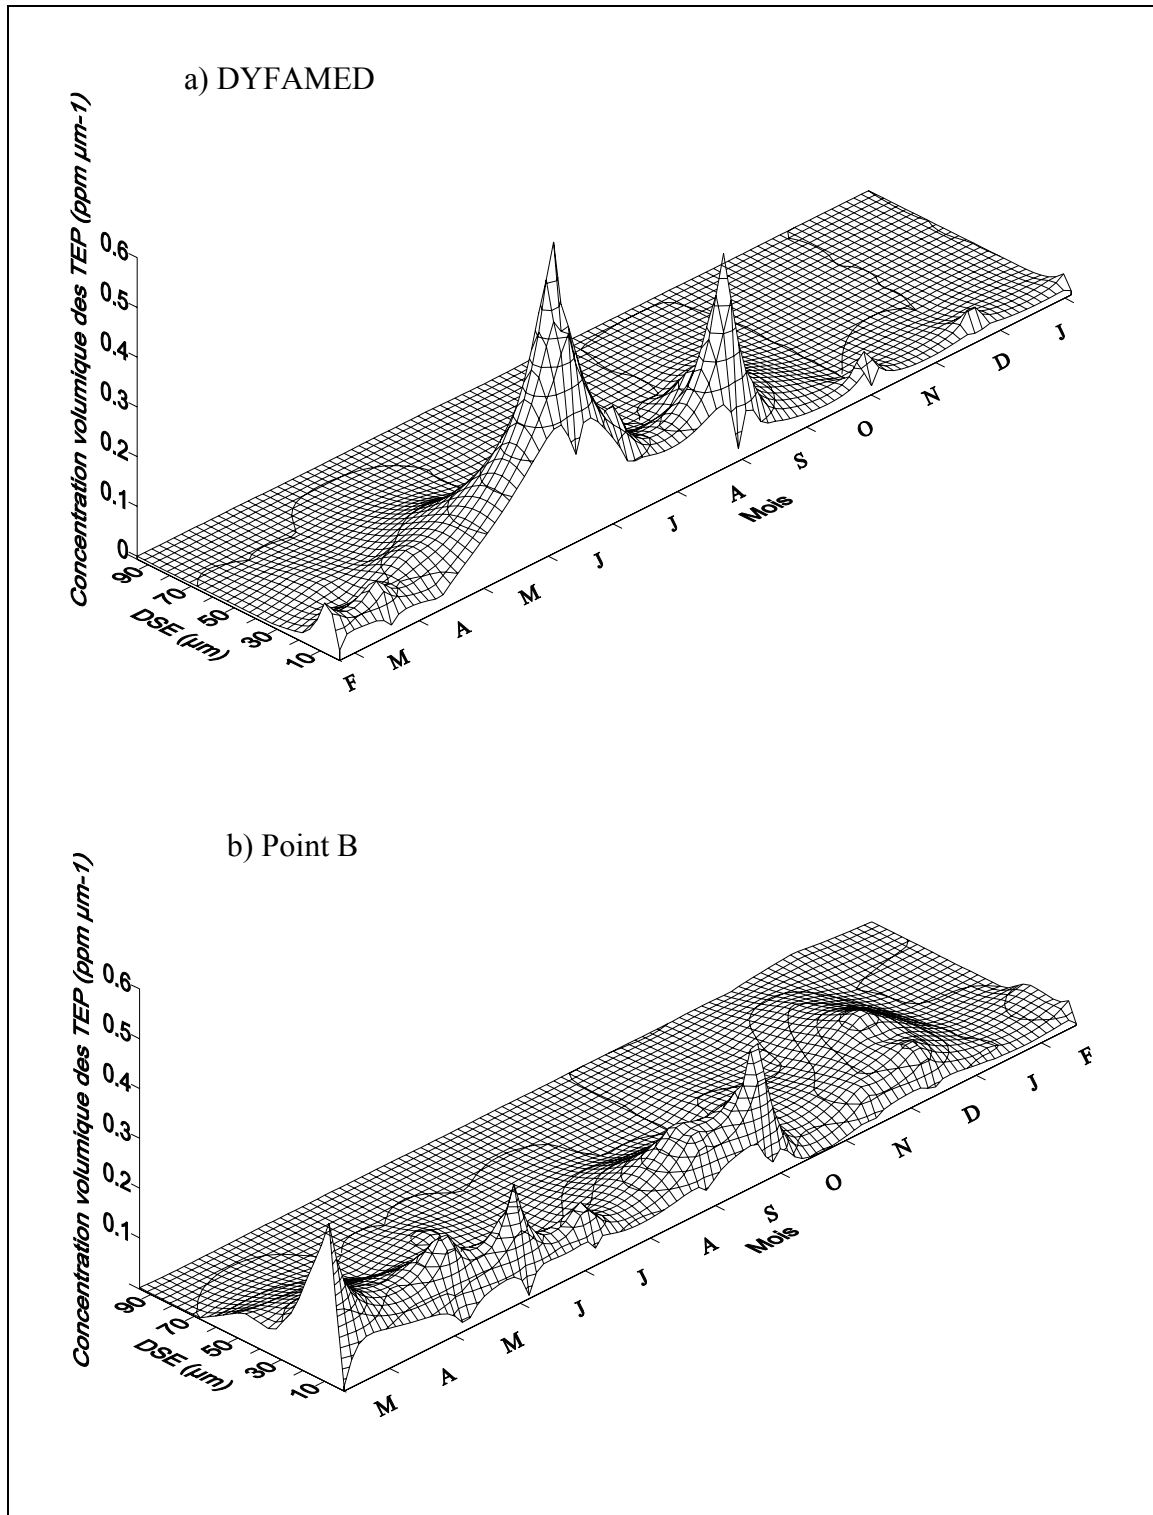 a) DYFAMED
Concentration volumique des TEP (ppm µm-1)
0.6
0.5
0.4
0.3
0.2
0.1
0
90
70
50
30
10
DSE (µm)
F
M
A
M
J
J
A
S
O
N
D
J
Mois
b) Point B
Concentration volumique des TEP (ppm µm-1)
0.6
0.5
0.4
0.3
0.2
0.1
90
70
50
30
10
DSE (µm)
M
A
M
J
J
A
S
O
N
D
J
F
Mois